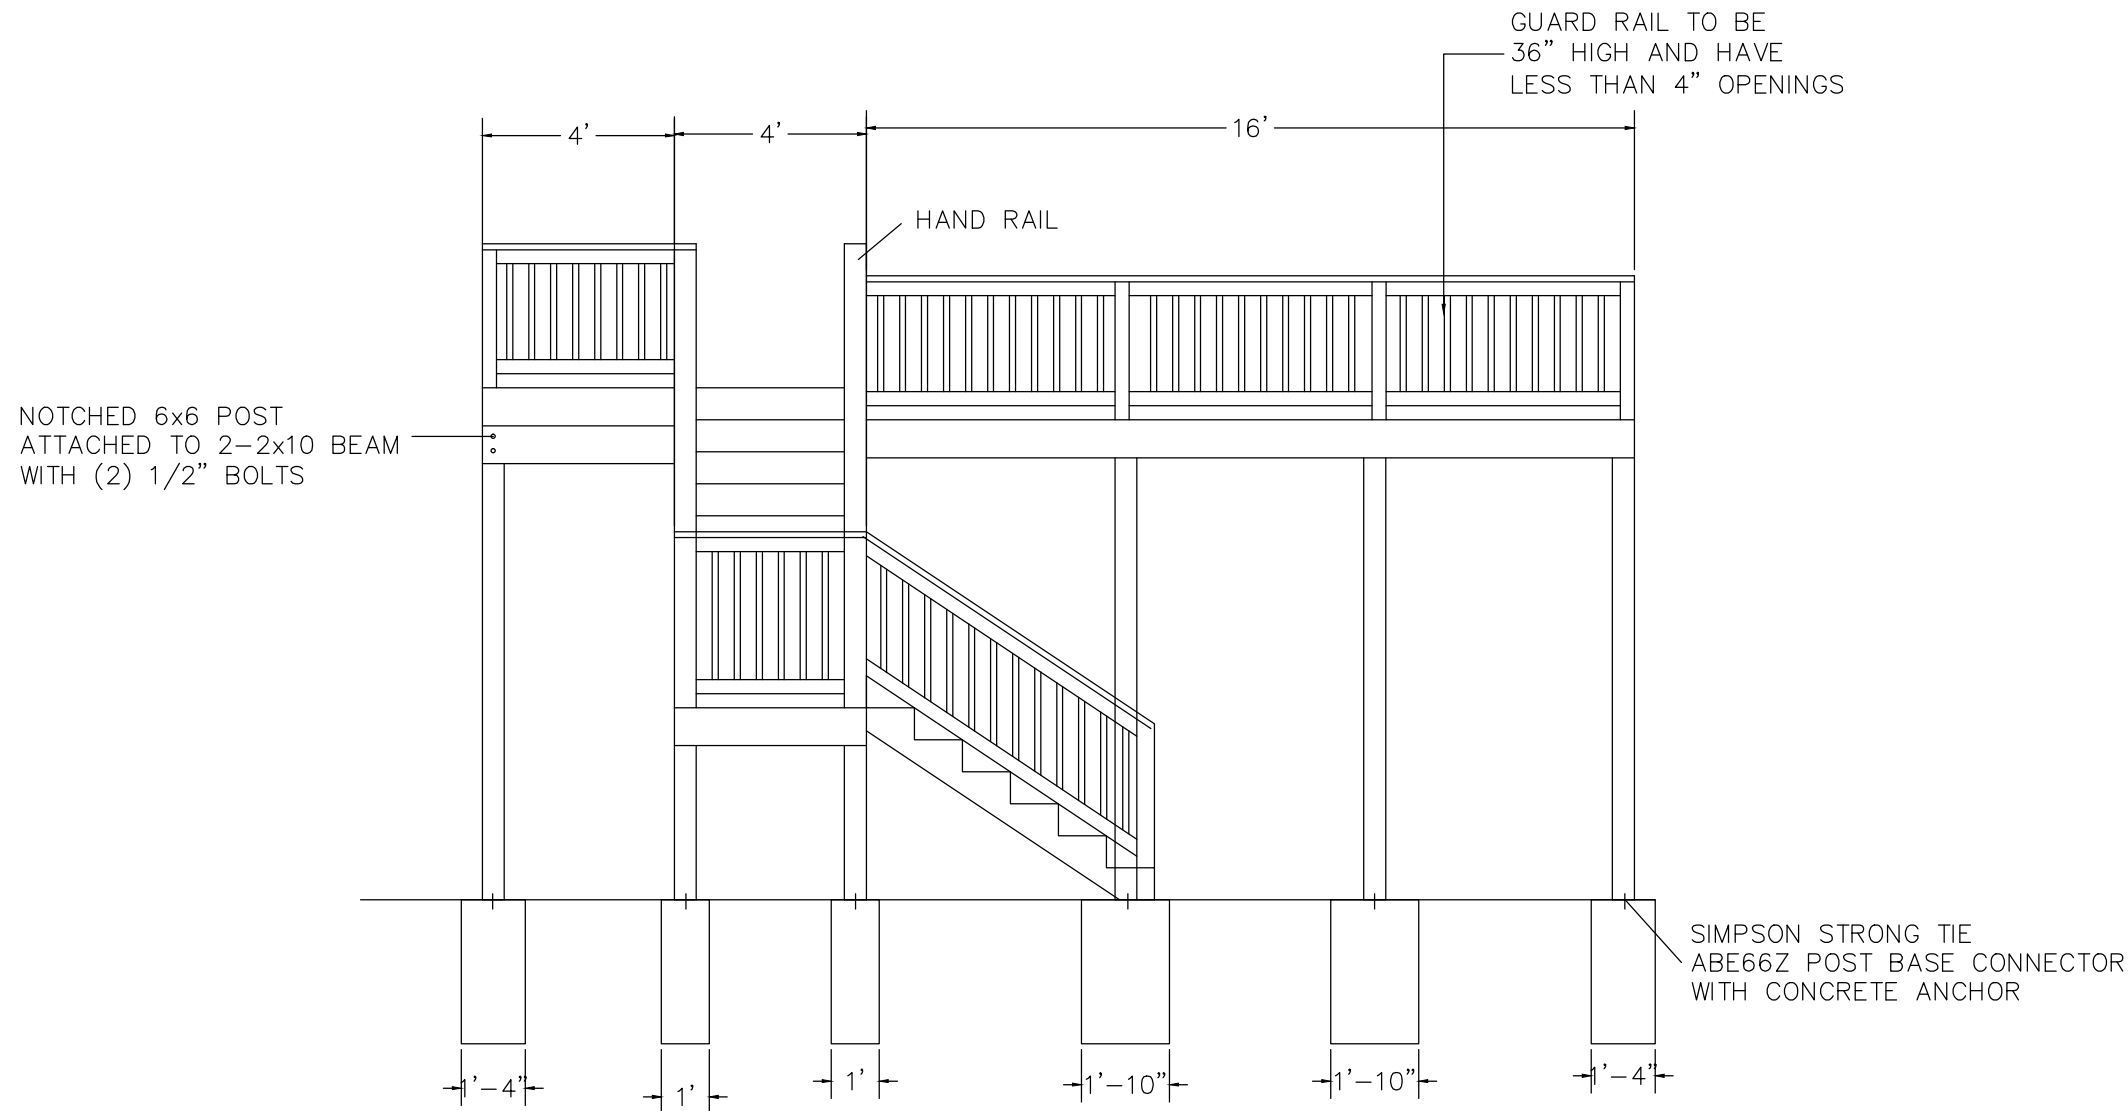 GUARD RAIL TO BE
36” HIGH AND HAVE
LESS THAN 4” OPENINGS
4’
4’
16’
HAND RAIL
NOTCHED 6x6 POST
ATTACHED TO 2-2x10 BEAM
WITH (2) 1/2” BOLTS
SIMPSON STRONG TIE
ABE66Z POST BASE CONNECTOR
WITH CONCRETE ANCHOR
1’-4”
1’
1’
1’-10”
1’-10”
1’-4”